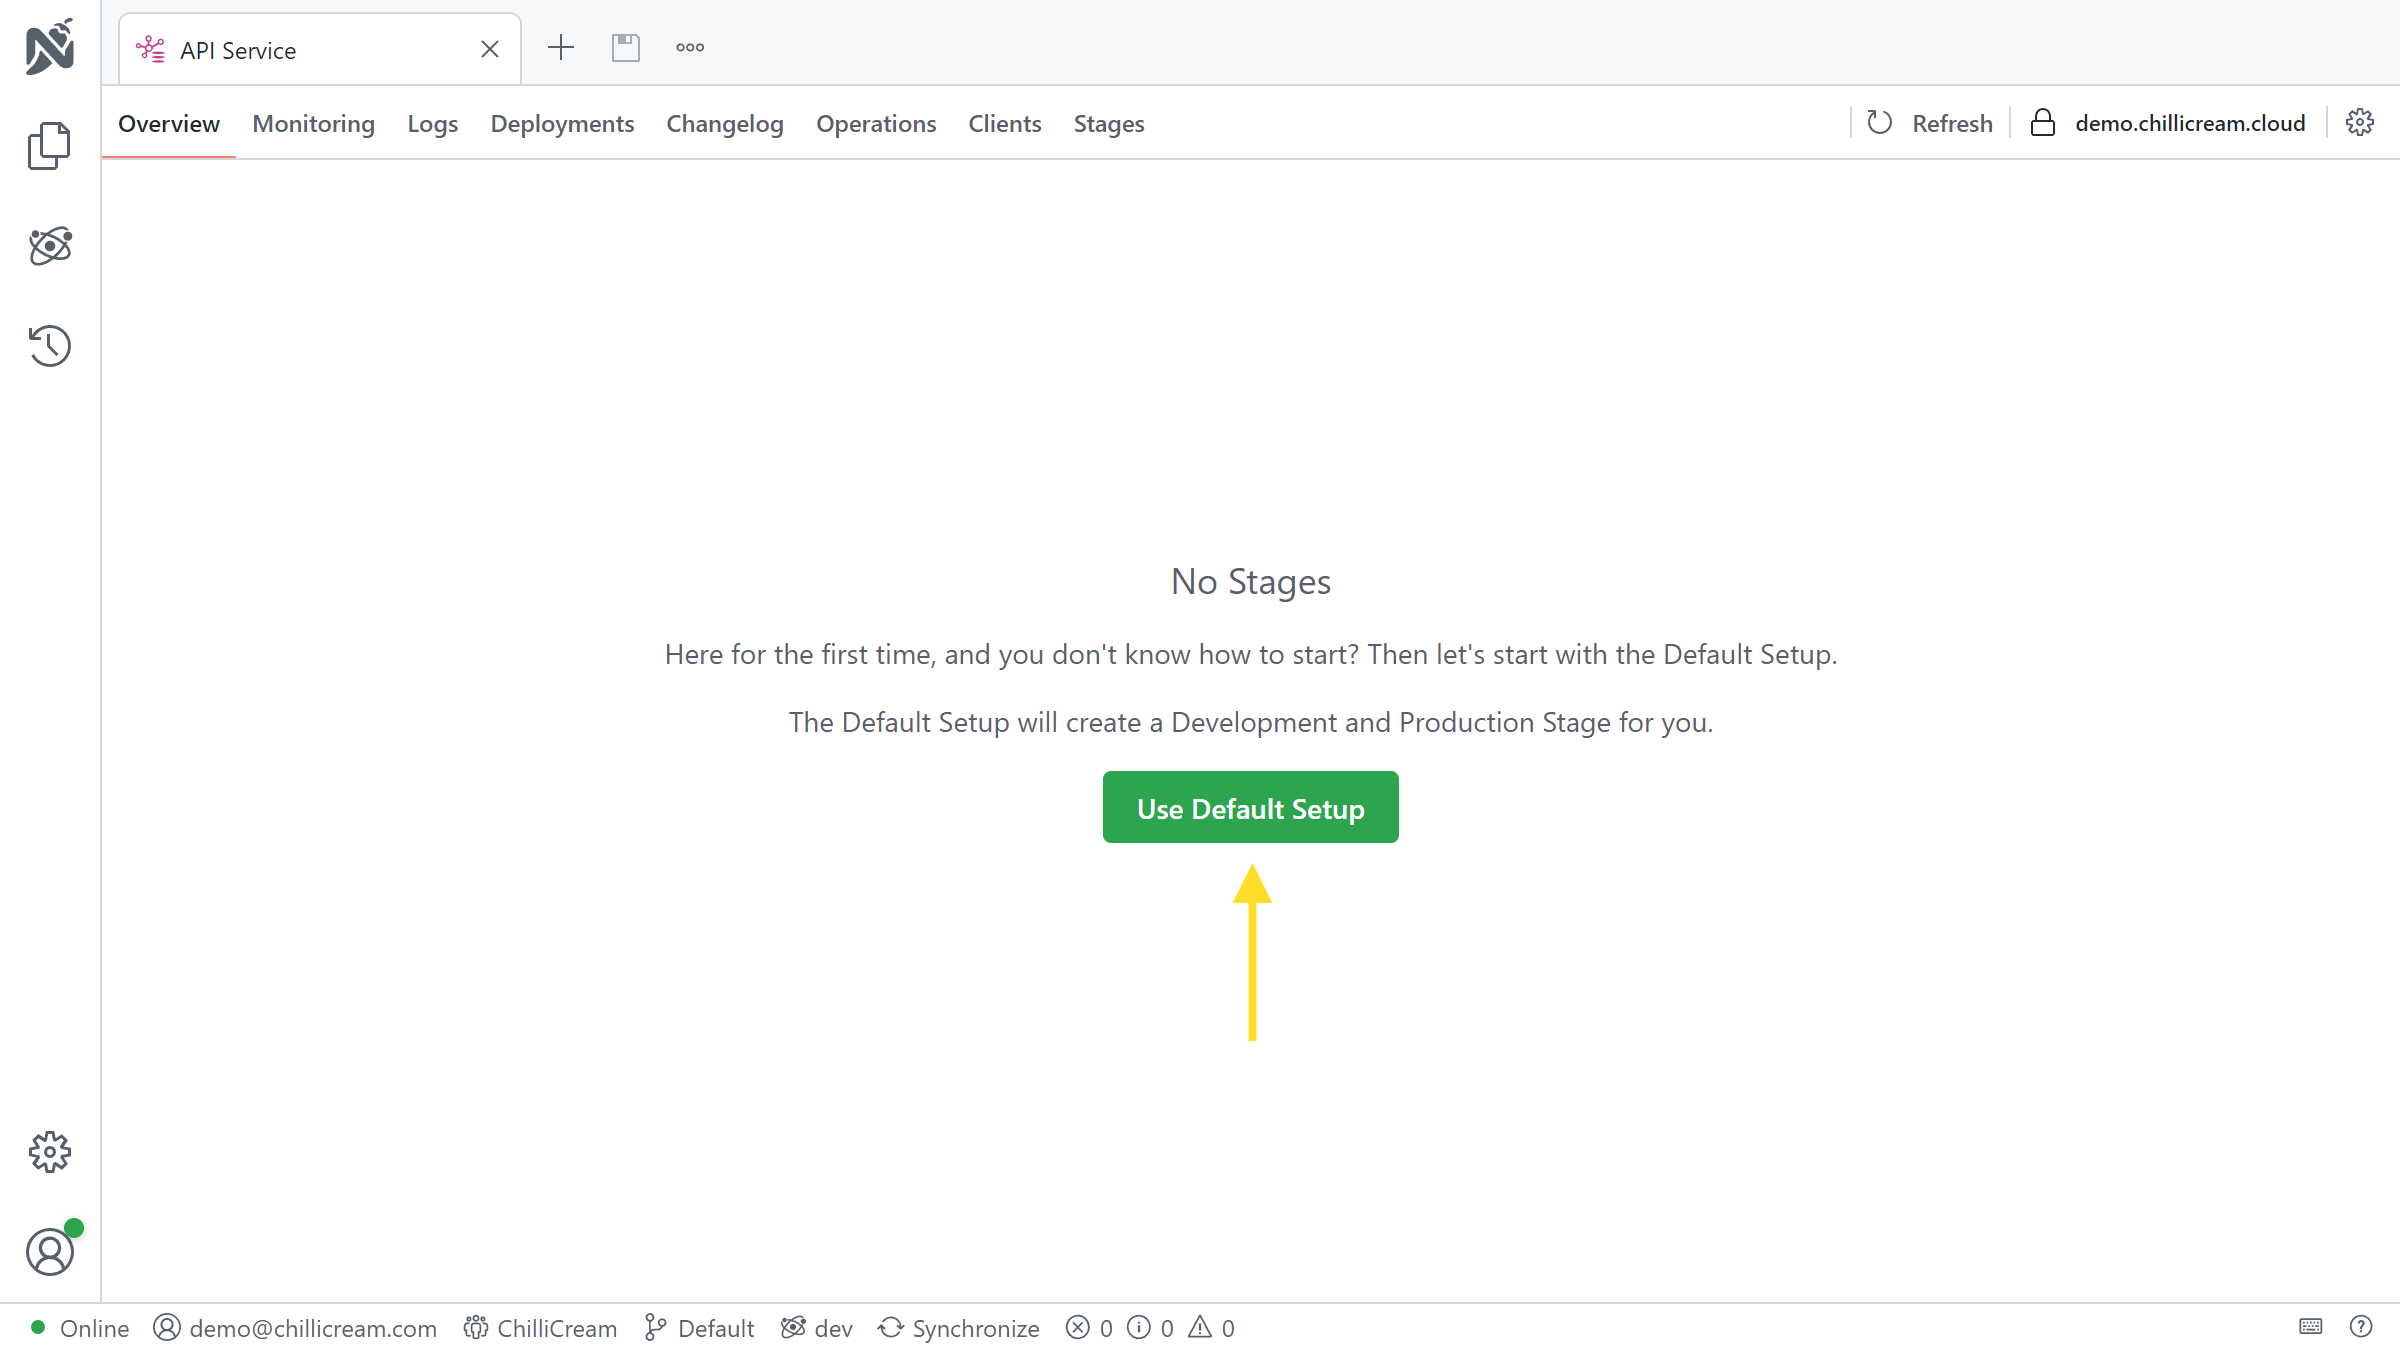 API Service
Overview Monitoring Logs Deployments Changelog Operations Clients Stages Refresh demo.chillicream.cloud
No Stages
Here for the first time, and you don't know how to start? Then let's start with the Default Setup.
The Default Setup will create a Development and Production Stage for you.
Use Default Setup
Online demo@chillicream.com ChilliCream Default dev Synchronize 0 0 0